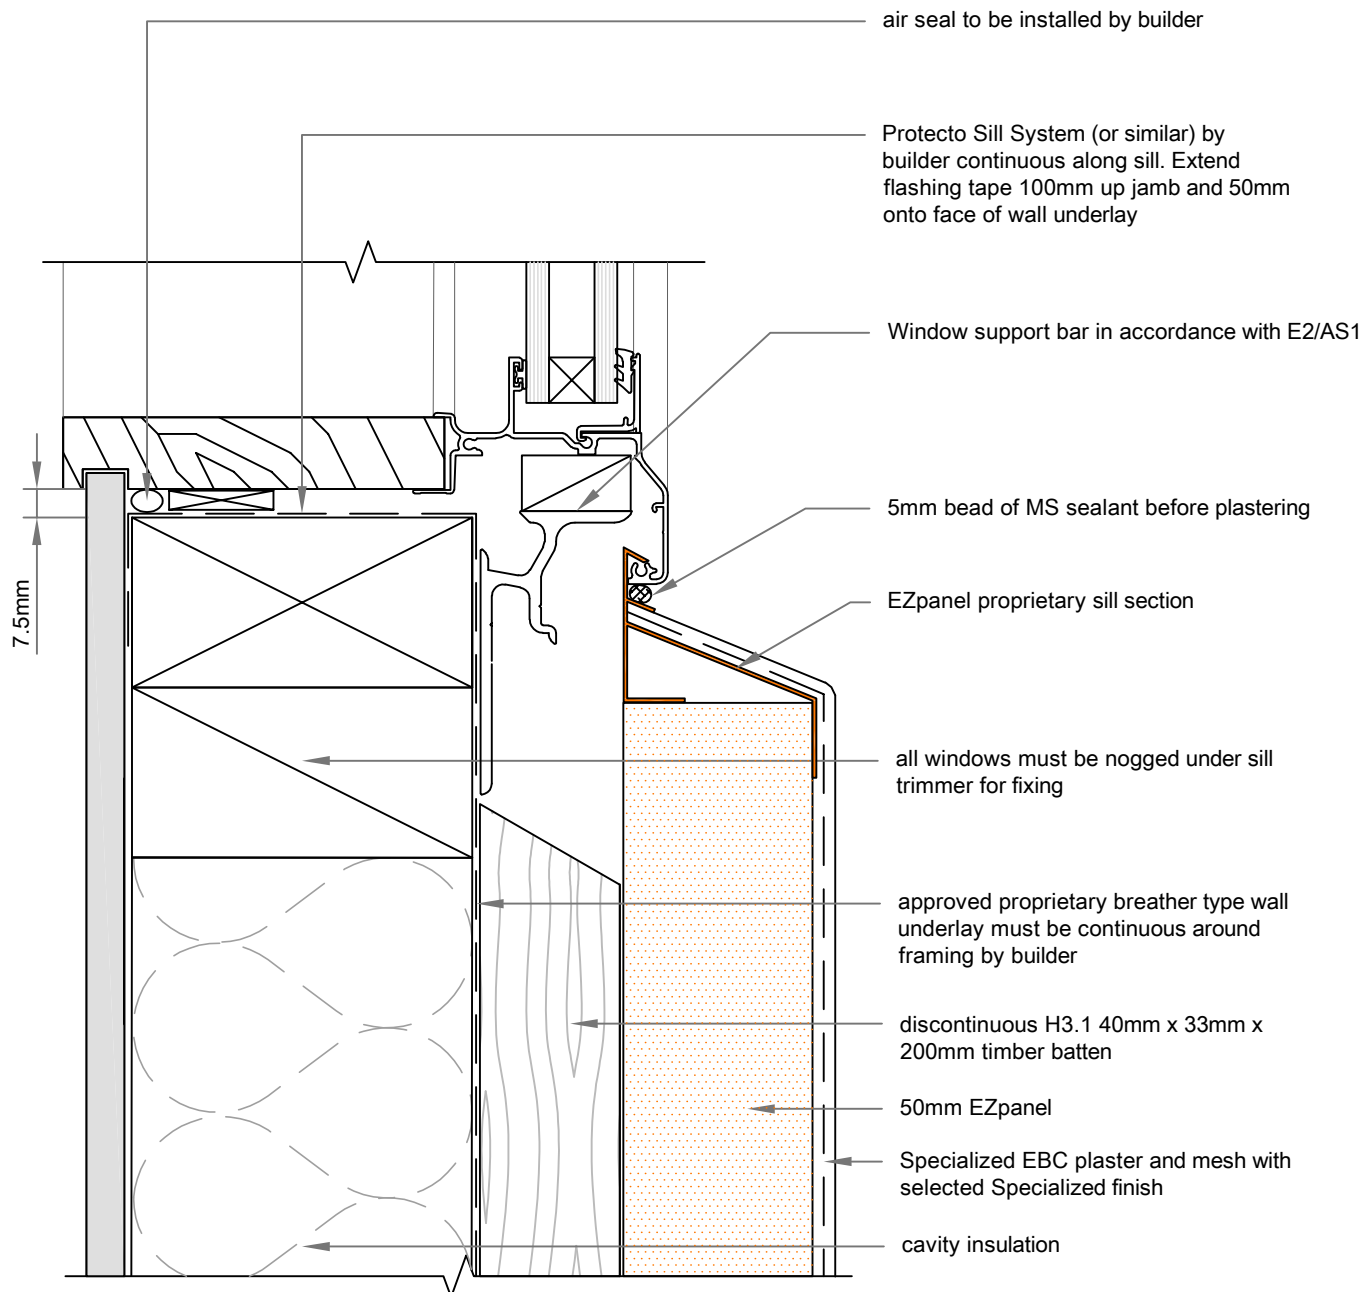 air seal to be installed by builder
Protecto Sill System (or similar) by
builder continuous along sill. Extend
flashing tape 100mm up jamb and 50mm
onto face of wall underlay
Window support bar in accordance with E2/AS1
5mm bead of MS sealant before plastering
EZpanel proprietary sill section
7.5mm
all windows must be nogged under sill
trimmer for fixing
approved proprietary breather type wall
underlay must be continuous around
framing by builder
discontinuous H3.1 40mm x 33mm x
200mm timber batten
50mm EZpanel
Specialized EBC plaster and mesh with
selected Specialized finish
cavity insulation